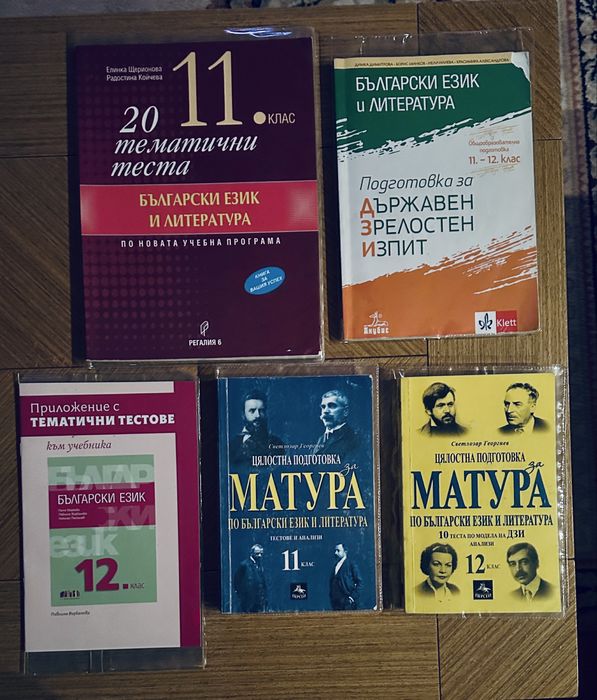 Елинка Щерионова
Радостина Койчева
11. КЛАС
20
тематични
теста
БЪЛГАРСКИ ЕЗИК
И ЛИТЕРАТУРА
ПО НОВАТА УЧЕБНА ПРОГРАМА
КНИГА ЗА
ВАШИЯ УСПЕХ
РЕГАЛИЯ 6
БЪЛГАРСКИ ЕЗИК
И ЛИТЕРАТУРА
Общообразователна
подготовка
11. – 12. клас
Подготовка за
ДЪРЖАВЕН
ЗРЕЛОСТЕН
ИЗПИТ
Анубис
Klett
Приложение с
ТЕМАТИЧНИ ТЕСТОВЕ
към учебника
БЪЛГАРСКИ ЕЗИК
език
12. клас
Светлозар Георгиев
ЦЯЛОСТНА ПОДГОТОВКА
за
МАТУРА
ПО БЪЛГАРСКИ ЕЗИК И ЛИТЕРАТУРА
ТЕСТОВЕ И АНАЛИЗИ
11 КЛАС
ПЕРСЕЙ
Светлозар Георгиев
ЦЯЛОСТНА ПОДГОТОВКА
за
МАТУРА
ПО БЪЛГАРСКИ ЕЗИК И ЛИТЕРАТУРА
10 ТЕСТА ПО МОДЕЛА НА ДЗИ
АНАЛИЗИ
12 КЛАС
ПЕРСЕЙ